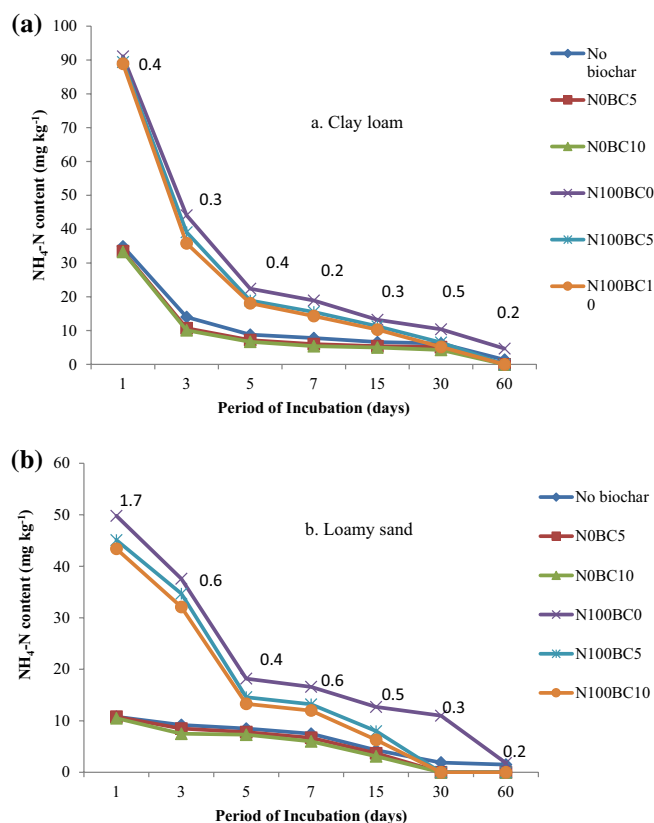 (a)
100
90
80
70
60
50
40
30
20
10
0
NH₄-N content (mg kg⁻¹)
0.4
0.3
0.4
0.2
0.3
0.5
0.2
a. Clay loam
1 3 5 7 15 30 60
Period of Incubation (days)
No
biochar
N0BC5
N0BC10
N100BC0
N100BC5
N100BC1
0
(b)
60
50
40
30
20
10
0
NH₄-N content (mg kg⁻¹)
1.7
0.6
0.4
0.6
0.5
0.3
0.2
b. Loamy sand
1 3 5 7 15 30 60
Period of Incubation (days)
No biochar
N0BC5
N0BC10
N100BC0
N100BC5
N100BC10